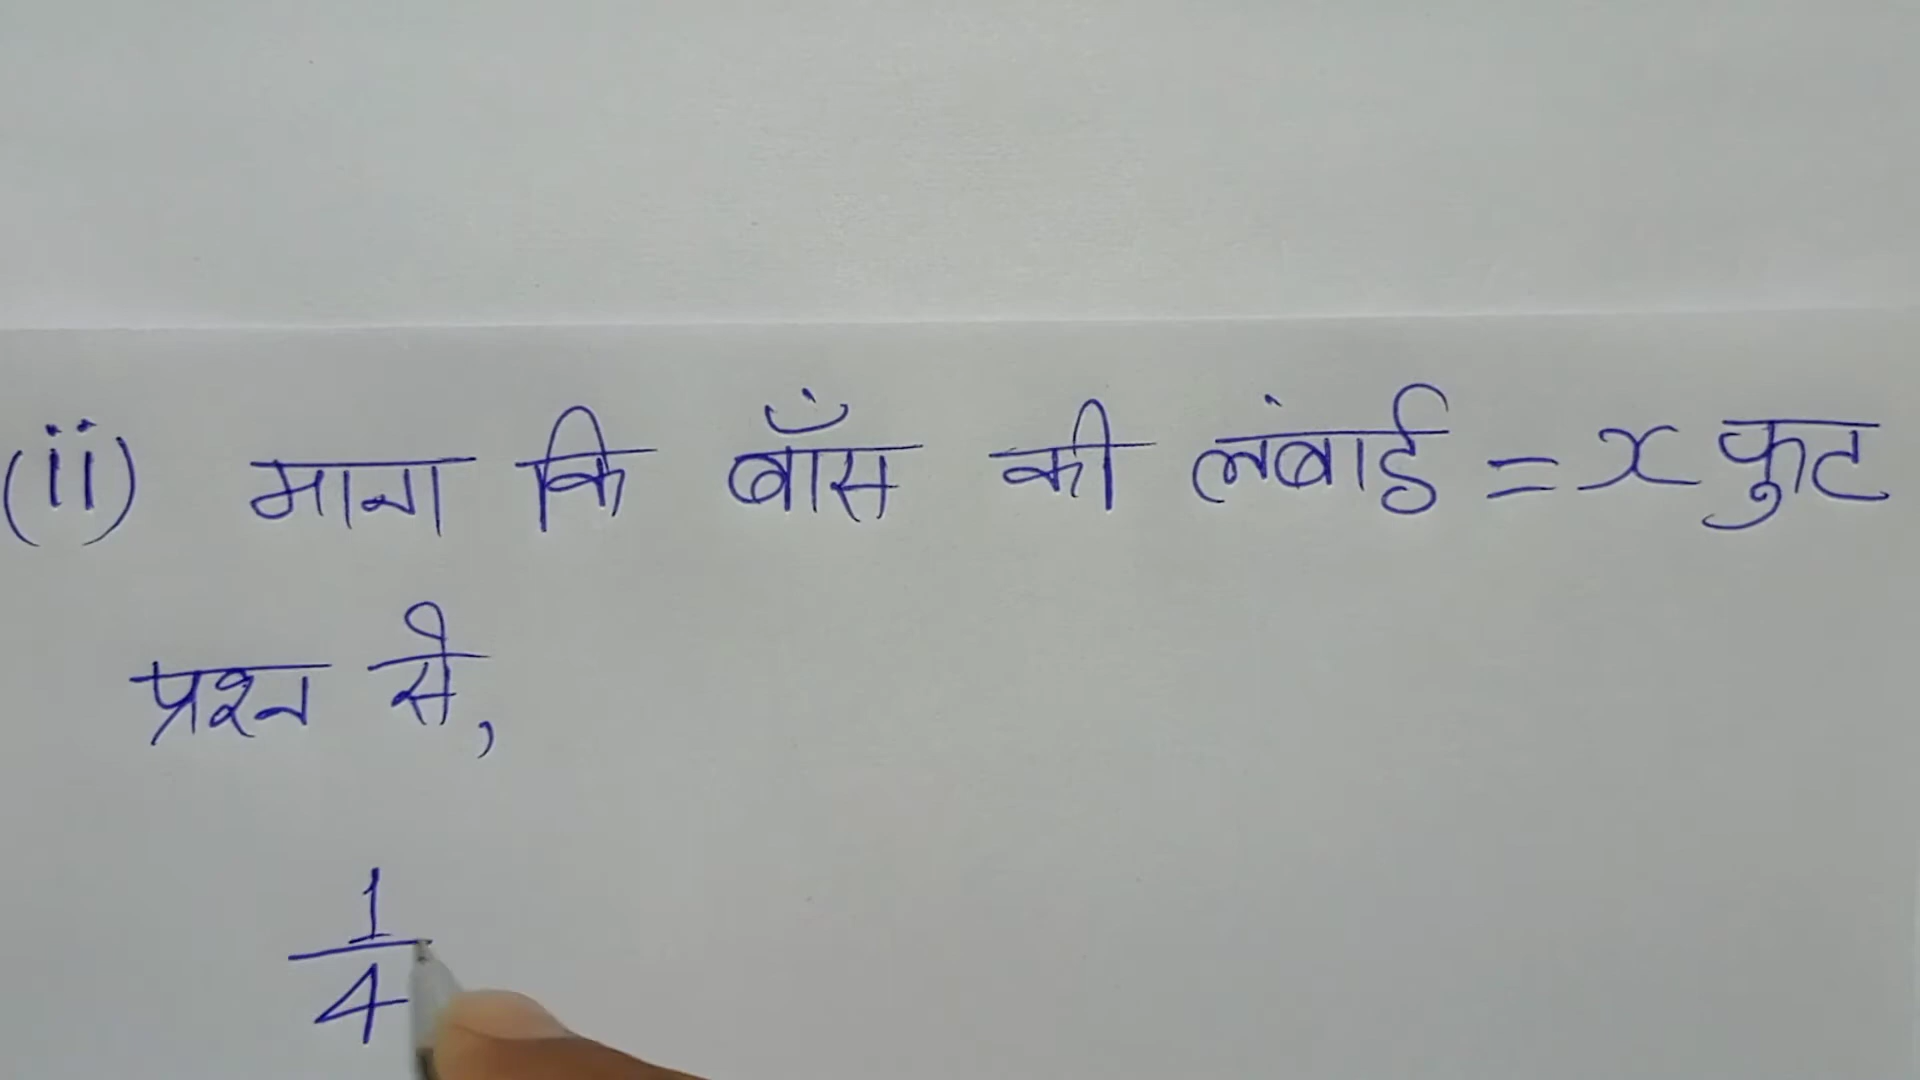 (ii) माना कि बाँस की लंबाई = x फुट
प्रश्न से,
1
4